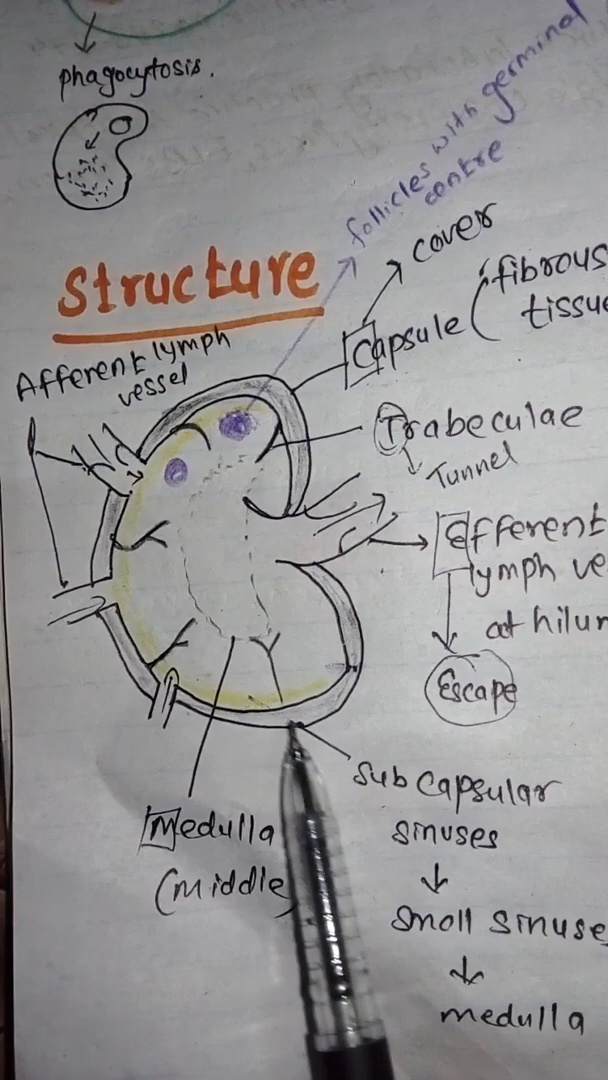 phagocytosis.
follicles with germinal
centre
cover
Structure
Capsule (fibrous
tissue
Afferent lymph
vessel
Trabeculae
Tunnel
Efferent
lymph ve
at hilum
Escape
Sub Capsular
sinuses
Medulla
(middle)
Small sinuse
medulla